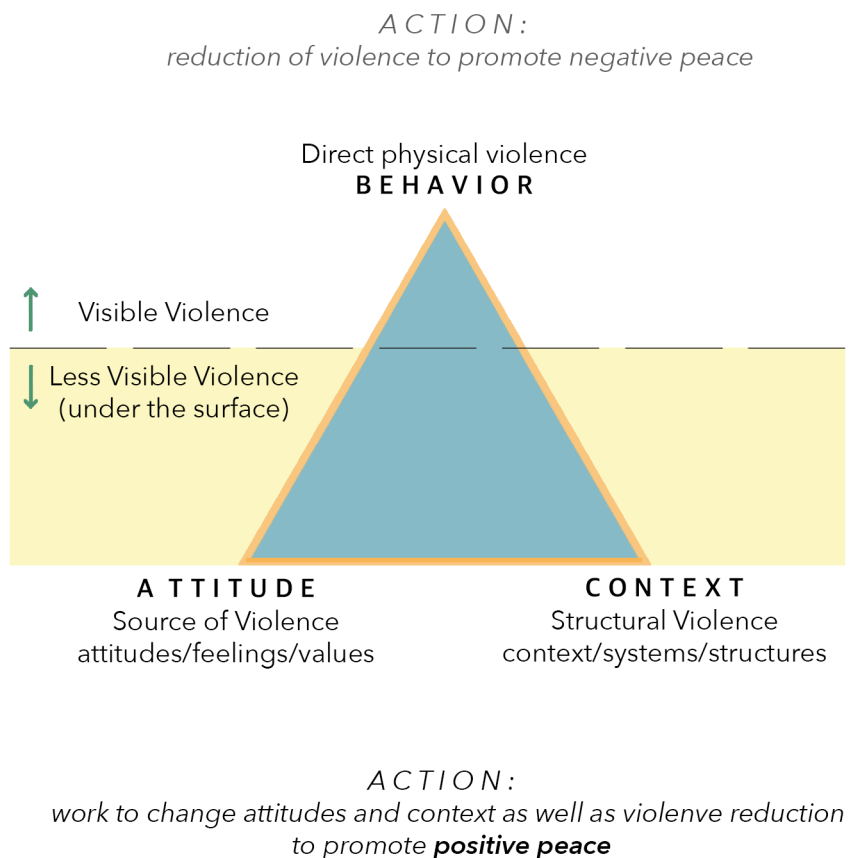 ACTION:
reduction of violence to promote negative peace
Direct physical violence
BEHAVIOR
Visible Violence
Less Visible Violence
(under the surface)
ATTITUDE
Source of Violence
attitudes/feelings/values
CONTEXT
Structural Violence
context/systems/structures
ACTION:
work to change attitudes and context as well as violenve reduction
to promote positive peace